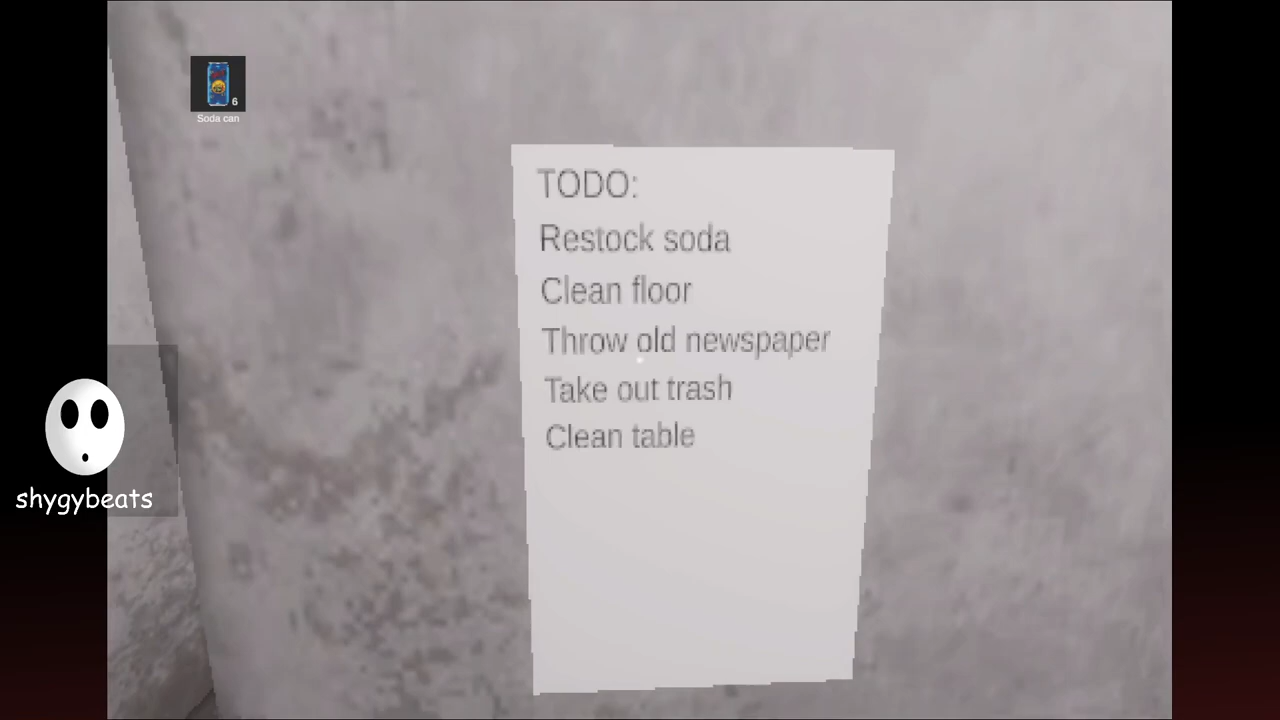 6
Soda can
TODO:
Restock soda
Clean floor
Throw old newspaper
Take out trash
Clean table
shygybeats